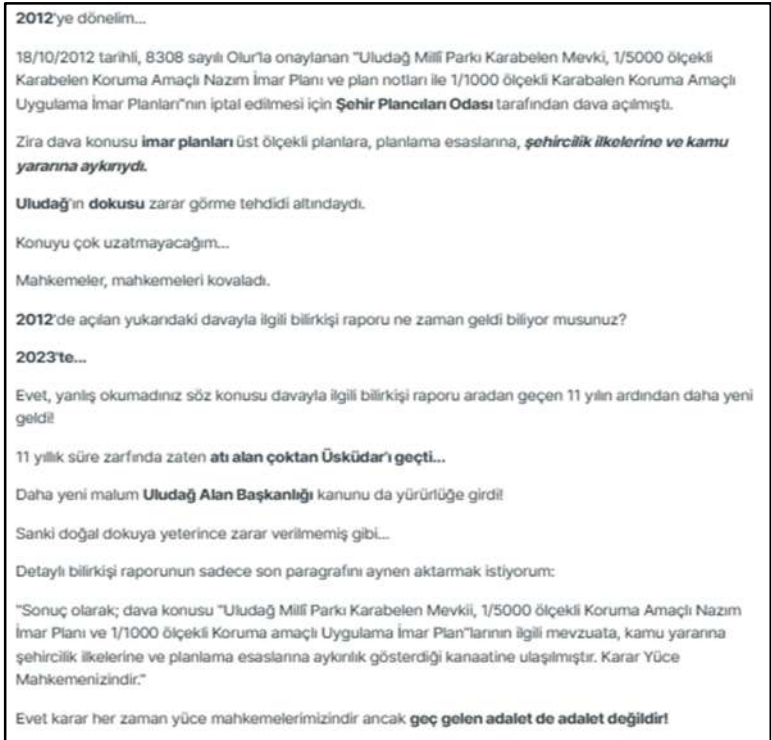 2012'ye dönelim...
18/10/2012 tarihli, 8308 sayılı Olur'la onaylanan "Uludağ Millî Parkı Karabelen Mevki, 1/5000 ölçekli
Karabelen Koruma Amaçlı Nazım İmar Planı ve plan notları ile 1/1000 ölçekli Karabalen Koruma Amaçlı
Uygulama İmar Planları"nın iptal edilmesi için Şehir Plancıları Odası tarafından dava açılmıştı.
Zira dava konusu imar planları üst ölçekli planlara, planlama esaslarına, şehircilik ilkelerine ve kamu
yararına aykırıydı.
Uludağ'ın dokusu zarar görme tehdidi altındaydı.
Konuyu çok uzatmayacağım...
Mahkemeler, mahkemeleri kovaladı.
2012'de açılan yukarıdaki davayla ilgili bilirkişi raporu ne zaman geldi biliyor musunuz?
2023'te...
Evet, yanlış okumadınız söz konusu davayla ilgili bilirkişi raporu aradan geçen 11 yılın ardından daha yeni
geldi!
11 yıllık süre zarfında zaten atı alan çoktan Üsküdar'ı geçti...
Daha yeni malum Uludağ Alan Başkanlığı kanunu da yürürlüğe girdi!
Sanki doğal dokuya yeterince zarar verilmemiş gibi...
Detaylı bilirkişi raporunun sadece son paragrafını aynen aktarmak istiyorum:
"Sonuç olarak; dava konusu "Uludağ Millî Parkı Karabelen Mevkii, 1/5000 ölçekli Koruma Amaçlı Nazım
İmar Planı ve 1/1000 ölçekli Koruma amaçlı Uygulama İmar Plan"larının ilgili mevzuata, kamu yararına
şehircilik ilkelerine ve planlama esaslarına aykırılık gösterdiği kanaatine ulaşılmıştır. Karar Yüce
Mahkemenizindir."
Evet karar her zaman yüce mahkemelerimizindir ancak geç gelen adalet de adalet değildir!